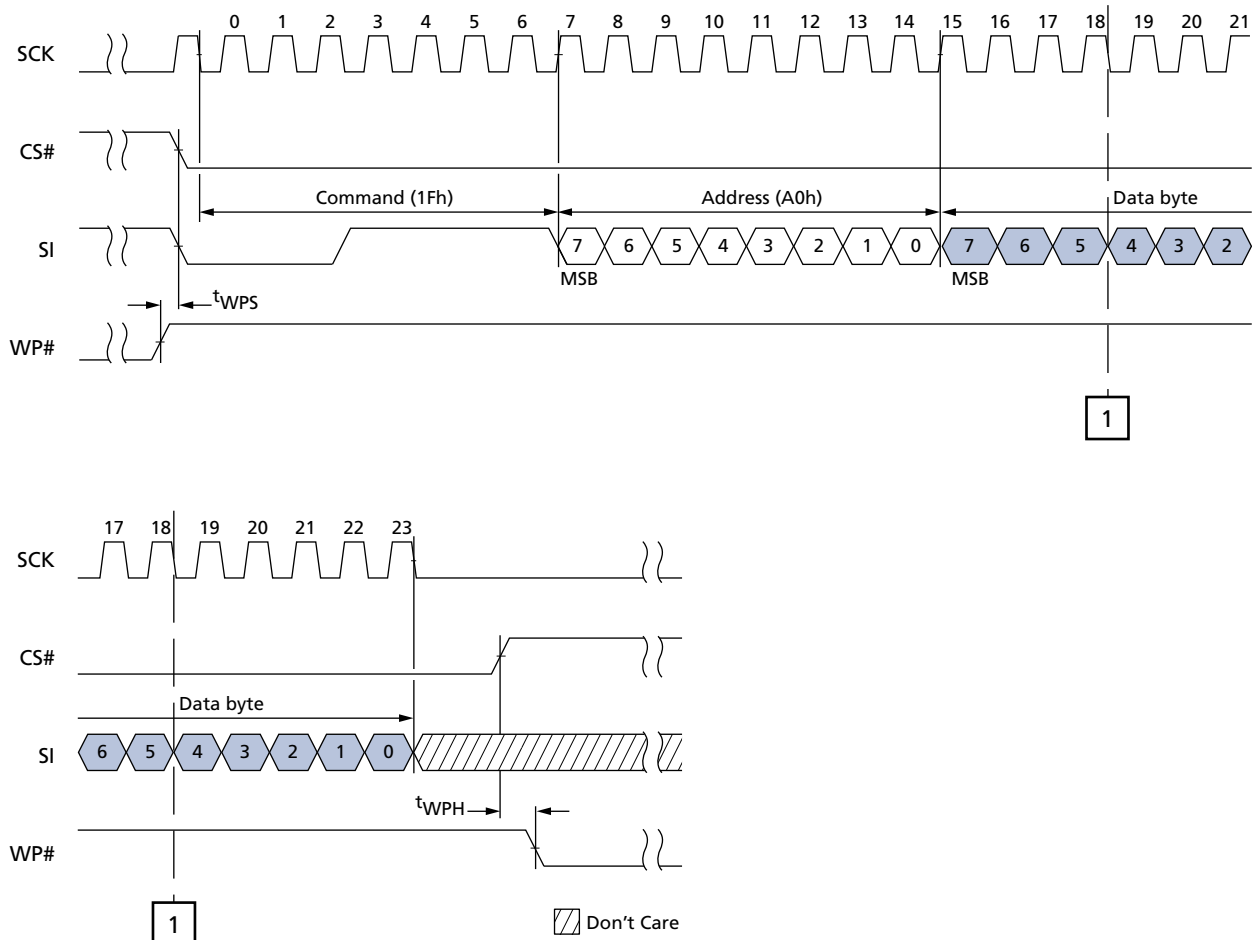 0 1 2 3 4 5 6 7 8 9 10 11 12 13 14 15 16 17 18 19 20 21
SCK
CS#
Command (1Fh) Address (A0h) Data byte
SI 7 6 5 4 3 2 1 0 7 6 5 4 3 2
MSB MSB
tWPS
WP#
1
17 18 19 20 21 22 23
SCK
CS#
Data byte
SI 6 5 4 3 2 1 0
tWPH
WP#
1
Don't Care